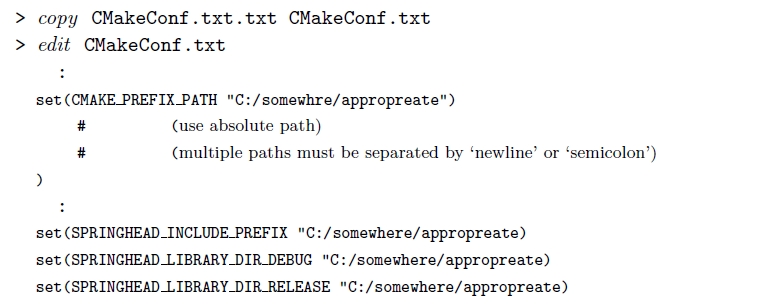 > copy CMakeConf.txt.txt CMakeConf.txt
> edit CMakeConf.txt
:
set(CMAKE_PREFIX_PATH "C:/somewhre/appropreate")
# (use absolute path)
# (multiple paths must be separated by ‘newline’ or ‘semicolon’)
)
:
set(SPRINGHEAD_INCLUDE_PREFIX "C:/somewhere/appropreate)
set(SPRINGHEAD_LIBRARY_DIR_DEBUG "C:/somewhere/appropreate)
set(SPRINGHEAD_LIBRARY_DIR_RELEASE "C:/somewhere/appropreate)